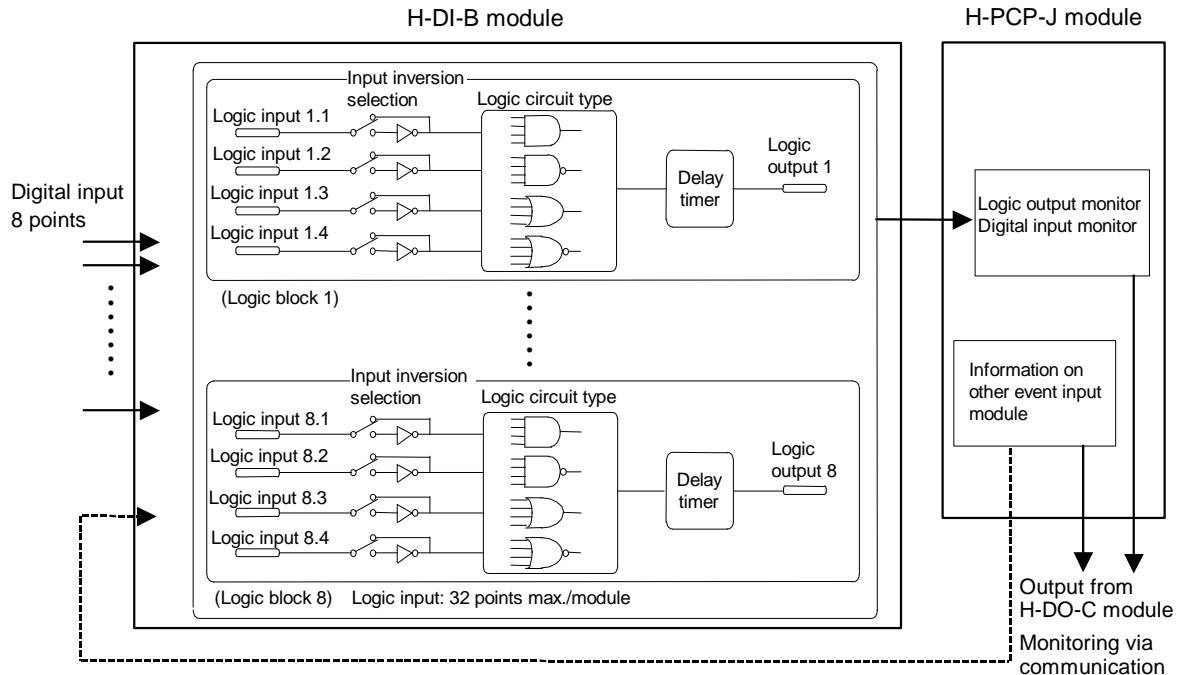 H-DI-B module
H-PCP-J module
Digital input
8 points
Input inversion
selection
Logic circuit type
Logic input 1.1
Logic input 1.2
Logic input 1.3
Logic input 1.4
Delay
timer
Logic
output 1
(Logic block 1)
Input inversion
selection
Logic circuit type
Logic input 8.1
Logic input 8.2
Logic input 8.3
Logic input 8.4
Delay
timer
Logic
output 8
(Logic block 8) Logic input: 32 points max./module
Logic output monitor
Digital input monitor
Information on
other event input
module
Output from
H-DO-C module
Monitoring via
communication